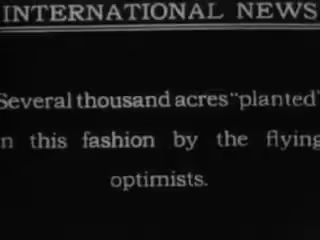 INTERNATIONAL NEWS
Several thousand acres "planted"
n this fashion by the flying
optimists.